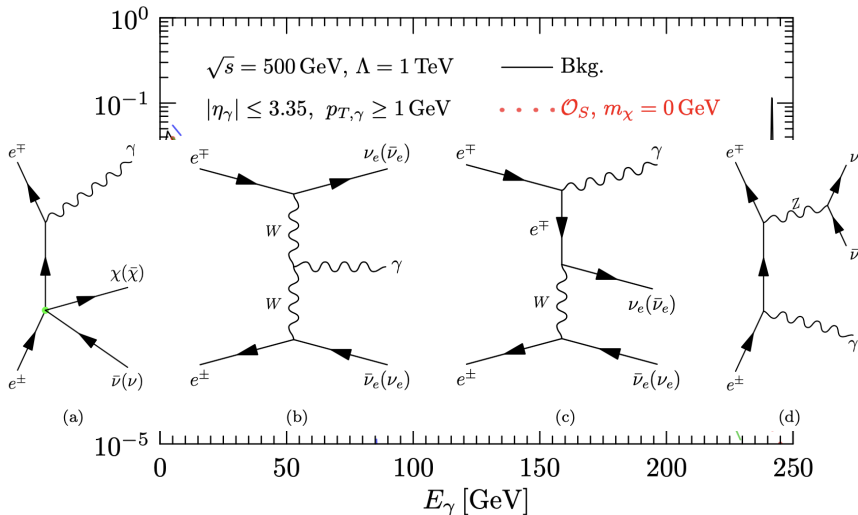 10^0
√s = 500 GeV, Λ = 1 TeV
Bkg.
|η_γ| ≤ 3.35, p_{T,γ} ≥ 1 GeV
O_S, m_χ = 0 GeV
10^{-1}
e^∓
γ
χ(χ̄)
e^±
ν̄(ν)
(a)
e^∓
ν_e(ν̄_e)
W
γ
W
e^±
ν̄_e(ν_e)
(b)
e^∓
γ
e^∓
ν_e(ν̄_e)
W
e^±
ν̄_e(ν_e)
(c)
e^∓
ν
Z
ν̄
γ
e^±
(d)
10^{-5}
0 50 100 150 200 250
E_γ [GeV]